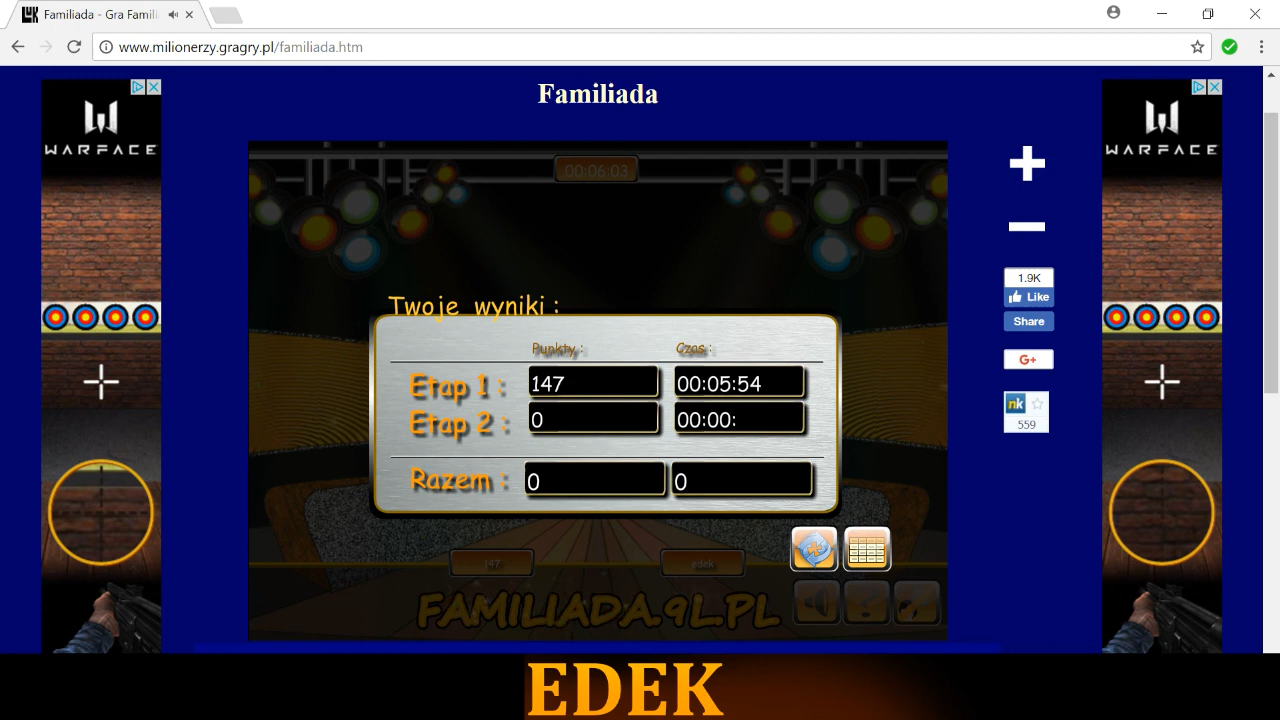 Familiada - Gra Famili
www.milionerzy.gragry.pl/familiada.htm
Familiada
WARFACE
WARFACE
00:06:03
Twoje wyniki :
Punkty : Czas :
Etap 1 : 147 00:05:54
Etap 2 : 0 00:00:
Razem : 0 0
147 edek
FAMILIADA.9L.PL
1.9K
Like
Share
G+
nk
559
EDEK